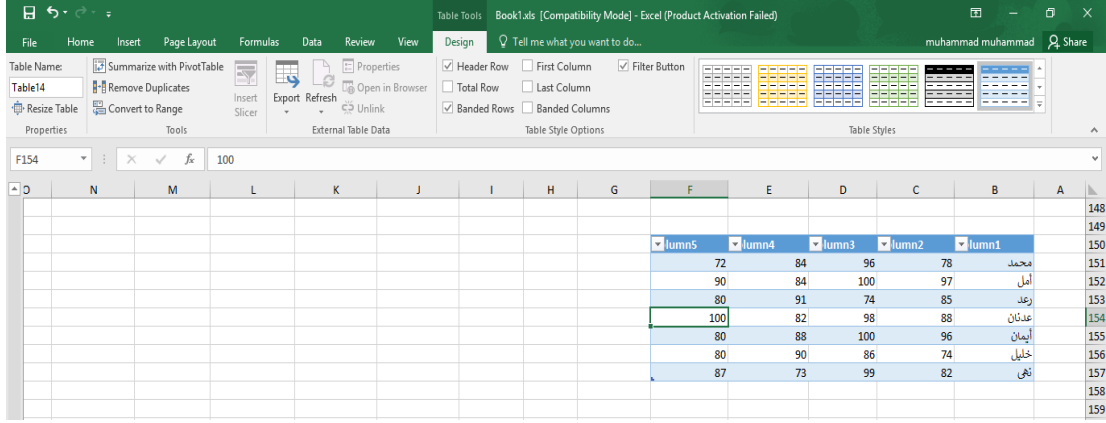 Table Tools Book1.xls [Compatibility Mode] - Excel (Product Activation Failed)
File Home Insert Page Layout Formulas Data Review View Design Tell me what you want to do... muhammad muhammad Share
Table Name: Summarize with PivotTable Properties Header Row First Column Filter Button
Table14 Remove Duplicates Insert Slicer Export Refresh Open in Browser Total Row Last Column
Resize Table Convert to Range Unlink Banded Rows Banded Columns
Properties Tools External Table Data Table Style Options Table Styles
F154 fx 100
O N M L K J I H G F E D C B A
148
149
lumn5 lumn4 lumn3 lumn2 lumn1 150
72 84 96 78 محمد 151
90 84 100 97 أمل 152
80 91 74 85 رعد 153
100 82 98 88 عدنان 154
80 88 100 96 أيمان 155
80 90 86 74 خليل 156
87 73 99 82 نهى 157
158
159